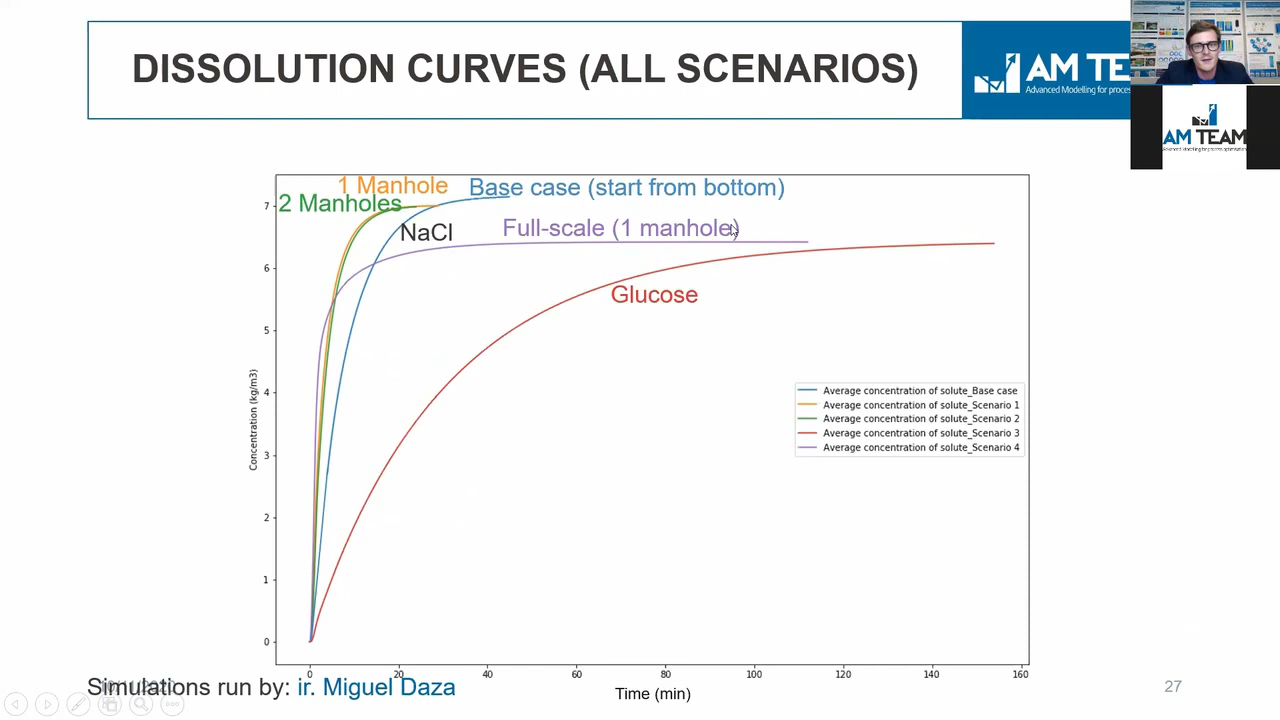 DISSOLUTION CURVES (ALL SCENARIOS)
AM TE
Advanced Modelling for proces
AM TEAM
1 Manhole
Base case (start from bottom)
2 Manholes
NaCl
Full-scale (1 manhole)
Glucose
Concentration (kg/m3)
7
6
5
4
3
2
1
0
Average concentration of solute_Base case
Average concentration of solute_Scenario 1
Average concentration of solute_Scenario 2
Average concentration of solute_Scenario 3
Average concentration of solute_Scenario 4
0 20 40 60 80 100 120 140 160
Time (min)
Simulations run by: ir. Miguel Daza
27